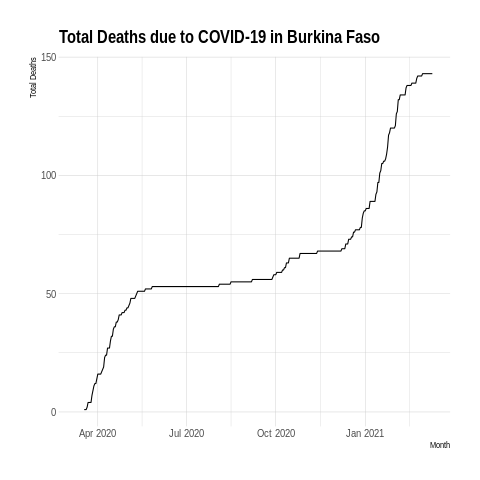 Total Deaths due to COVID-19 in Burkina Faso
Total Deaths
150
100
50
0
Apr 2020 Jul 2020 Oct 2020 Jan 2021
Month